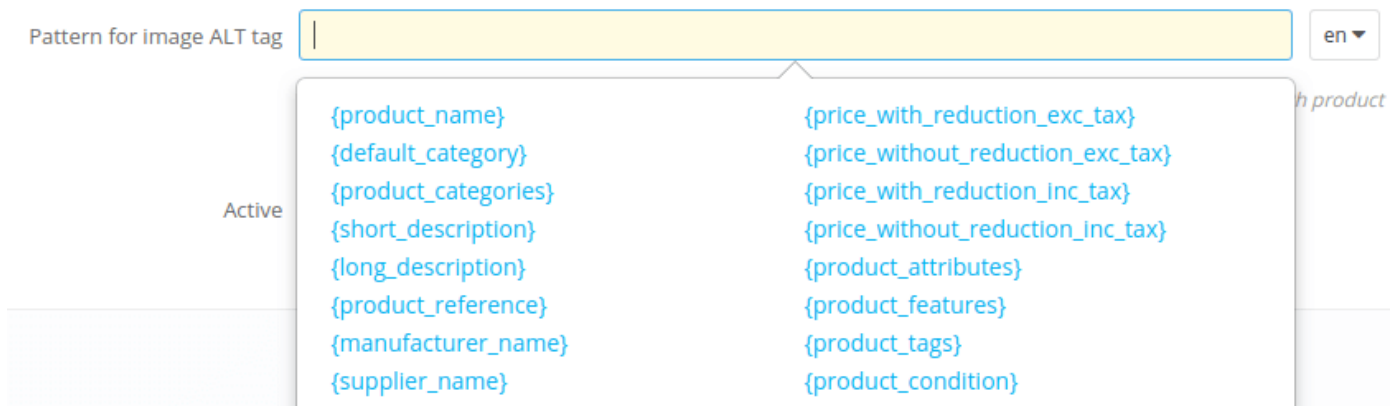 Pattern for image ALT tag
en
h product
Active
{product_name}
{default_category}
{product_categories}
{short_description}
{long_description}
{product_reference}
{manufacturer_name}
{supplier_name}
{price_with_reduction_exc_tax}
{price_without_reduction_exc_tax}
{price_with_reduction_inc_tax}
{price_without_reduction_inc_tax}
{product_attributes}
{product_features}
{product_tags}
{product_condition}